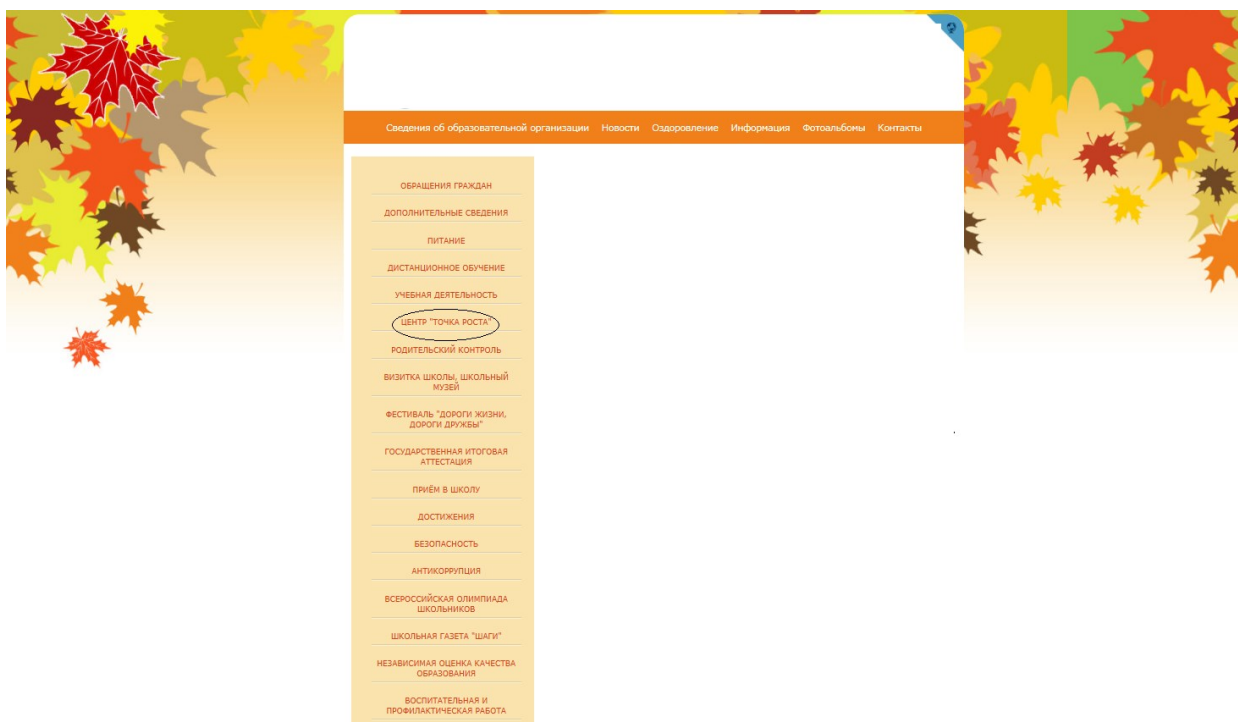 Сведения об образовательной организации Новости Оздоровление Информация Фотоальбомы Контакты
ОБРАЩЕНИЯ ГРАЖДАН
ДОПОЛНИТЕЛЬНЫЕ СВЕДЕНИЯ
ПИТАНИЕ
ДИСТАНЦИОННОЕ ОБУЧЕНИЕ
УЧЕБНАЯ ДЕЯТЕЛЬНОСТЬ
ЦЕНТР "ТОЧКА РОСТА"
РОДИТЕЛЬСКИЙ КОНТРОЛЬ
ВИЗИТКА ШКОЛЫ, ШКОЛЬНЫЙ
МУЗЕЙ
ФЕСТИВАЛЬ "ДОРОГИ ЖИЗНИ,
ДОРОГИ ДРУЖБЫ"
ГОСУДАРСТВЕННАЯ ИТОГОВАЯ
АТТЕСТАЦИЯ
ПРИЁМ В ШКОЛУ
ДОСТИЖЕНИЯ
БЕЗОПАСНОСТЬ
АНТИКОРРУПЦИЯ
ВСЕРОССИЙСКАЯ ОЛИМПИАДА
ШКОЛЬНИКОВ
ШКОЛЬНАЯ ГАЗЕТА "ШАГИ"
НЕЗАВИСИМАЯ ОЦЕНКА КАЧЕСТВА
ОБРАЗОВАНИЯ
ВОСПИТАТЕЛЬНАЯ И
ПРОФИЛАКТИЧЕСКАЯ РАБОТА